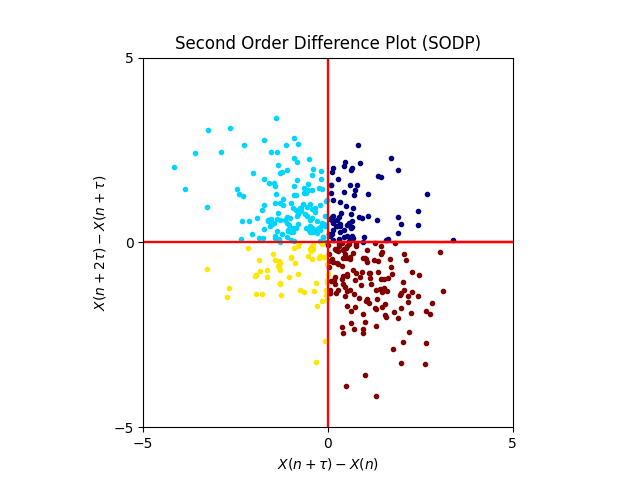 Second Order Difference Plot (SODP)
5
0
−5
X(n + 2τ) − X(n + τ)
−5
0
5
X(n + τ) − X(n)